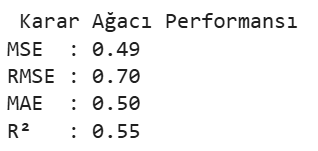 Karar Ağacı Performansı
MSE  : 0.49
RMSE : 0.70
MAE  : 0.50
R²   : 0.55